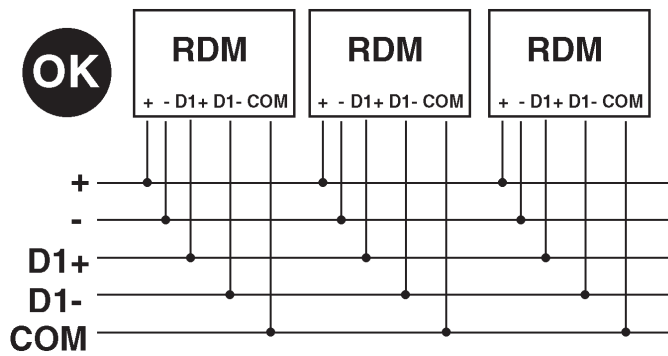 OK
RDM RDM RDM
+ - D1+ D1- COM + - D1+ D1- COM + - D1+ D1- COM
+
-
D1+
D1-
COM